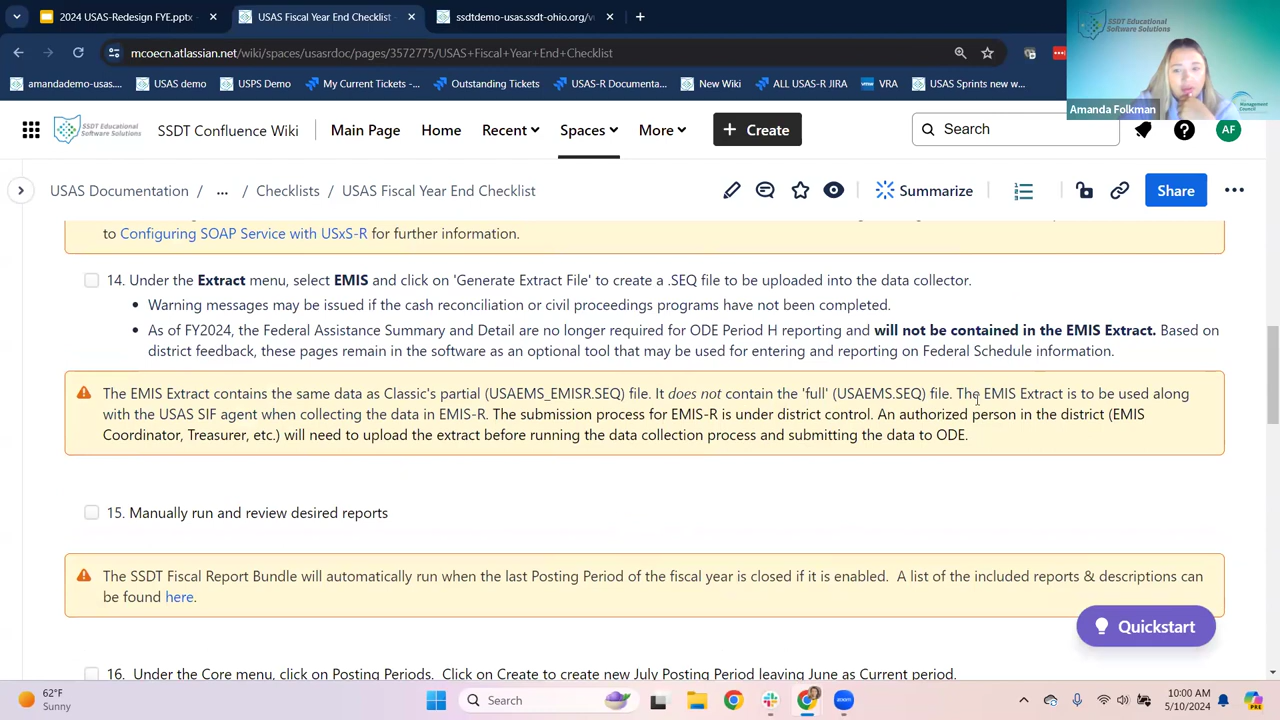 2024 USAS-Redesign FYE.pptx
USAS Fiscal Year End Checklist
ssdtdemo-usas.ssdt-ohio.org/v
mcoecn.atlassian.net/wiki/spaces/usasrdoc/pages/3572775/USAS+Fiscal+Year+End+Checklist
SSDT Educational
Software Solutions
amandademo-usas....
USAS demo
USPS Demo
My Current Tickets -...
Outstanding Tickets
USAS-R Documenta...
New Wiki
ALL USAS-R JIRA
VRA
USAS Sprints new w...
Amanda Folkman
Management
Council
SSDT Educational
Software Solutions
SSDT Confluence Wiki
Main Page
Home
Recent
Spaces
More
Create
Search
AF
USAS Documentation / ... / Checklists / USAS Fiscal Year End Checklist
Summarize
Share
to Configuring SOAP Service with USxS-R for further information.
14. Under the Extract menu, select EMIS and click on 'Generate Extract File' to create a .SEQ file to be uploaded into the data collector.
• Warning messages may be issued if the cash reconciliation or civil proceedings programs have not been completed.
• As of FY2024, the Federal Assistance Summary and Detail are no longer required for ODE Period H reporting and will not be contained in the EMIS Extract. Based on
district feedback, these pages remain in the software as an optional tool that may be used for entering and reporting on Federal Schedule information.
The EMIS Extract contains the same data as Classic's partial (USAEMS_EMISR.SEQ) file. It does not contain the 'full' (USAEMS.SEQ) file. The EMIS Extract is to be used along
with the USAS SIF agent when collecting the data in EMIS-R. The submission process for EMIS-R is under district control. An authorized person in the district (EMIS
Coordinator, Treasurer, etc.) will need to upload the extract before running the data collection process and submitting the data to ODE.
15. Manually run and review desired reports
The SSDT Fiscal Report Bundle will automatically run when the last Posting Period of the fiscal year is closed if it is enabled. A list of the included reports & descriptions can
be found here.
Quickstart
16. Under the Core menu, click on Posting Periods. Click on Create to create new July Posting Period leaving June as Current period.
62°F
Sunny
Search
10:00 AM
5/10/2024
PRE